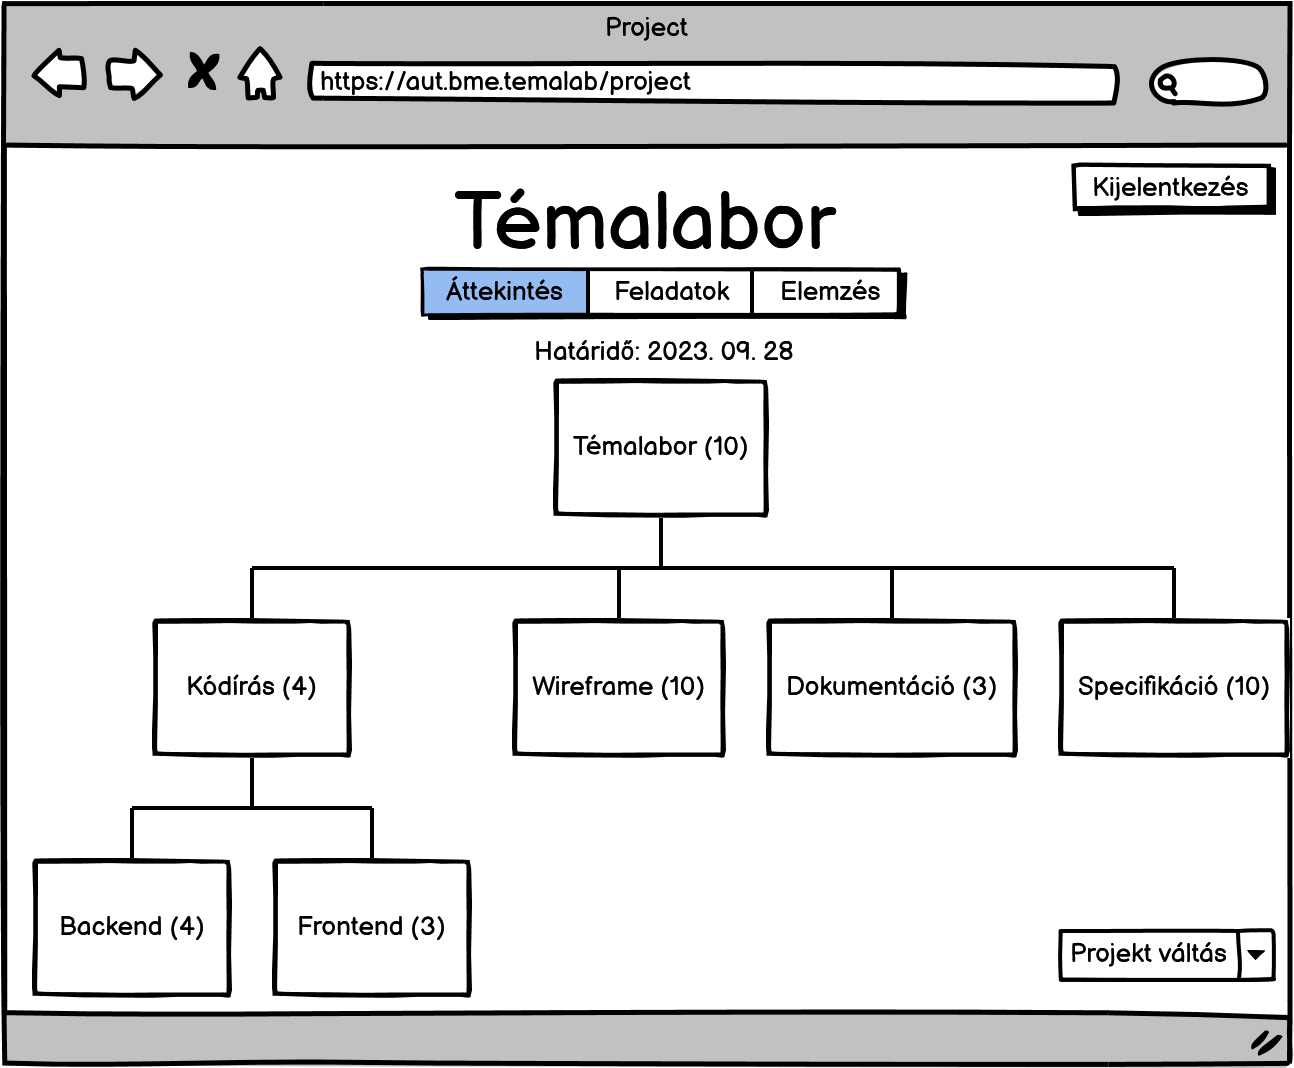 Project
https://aut.bme.temalab/project
Kijelentkezés
Témalabor
Áttekintés Feladatok Elemzés
Határidő: 2023. 09. 28
Témalabor (10)
Kódírás (4) Wireframe (10) Dokumentáció (3) Specifikáció (10)
Backend (4) Frontend (3)
Projekt váltás